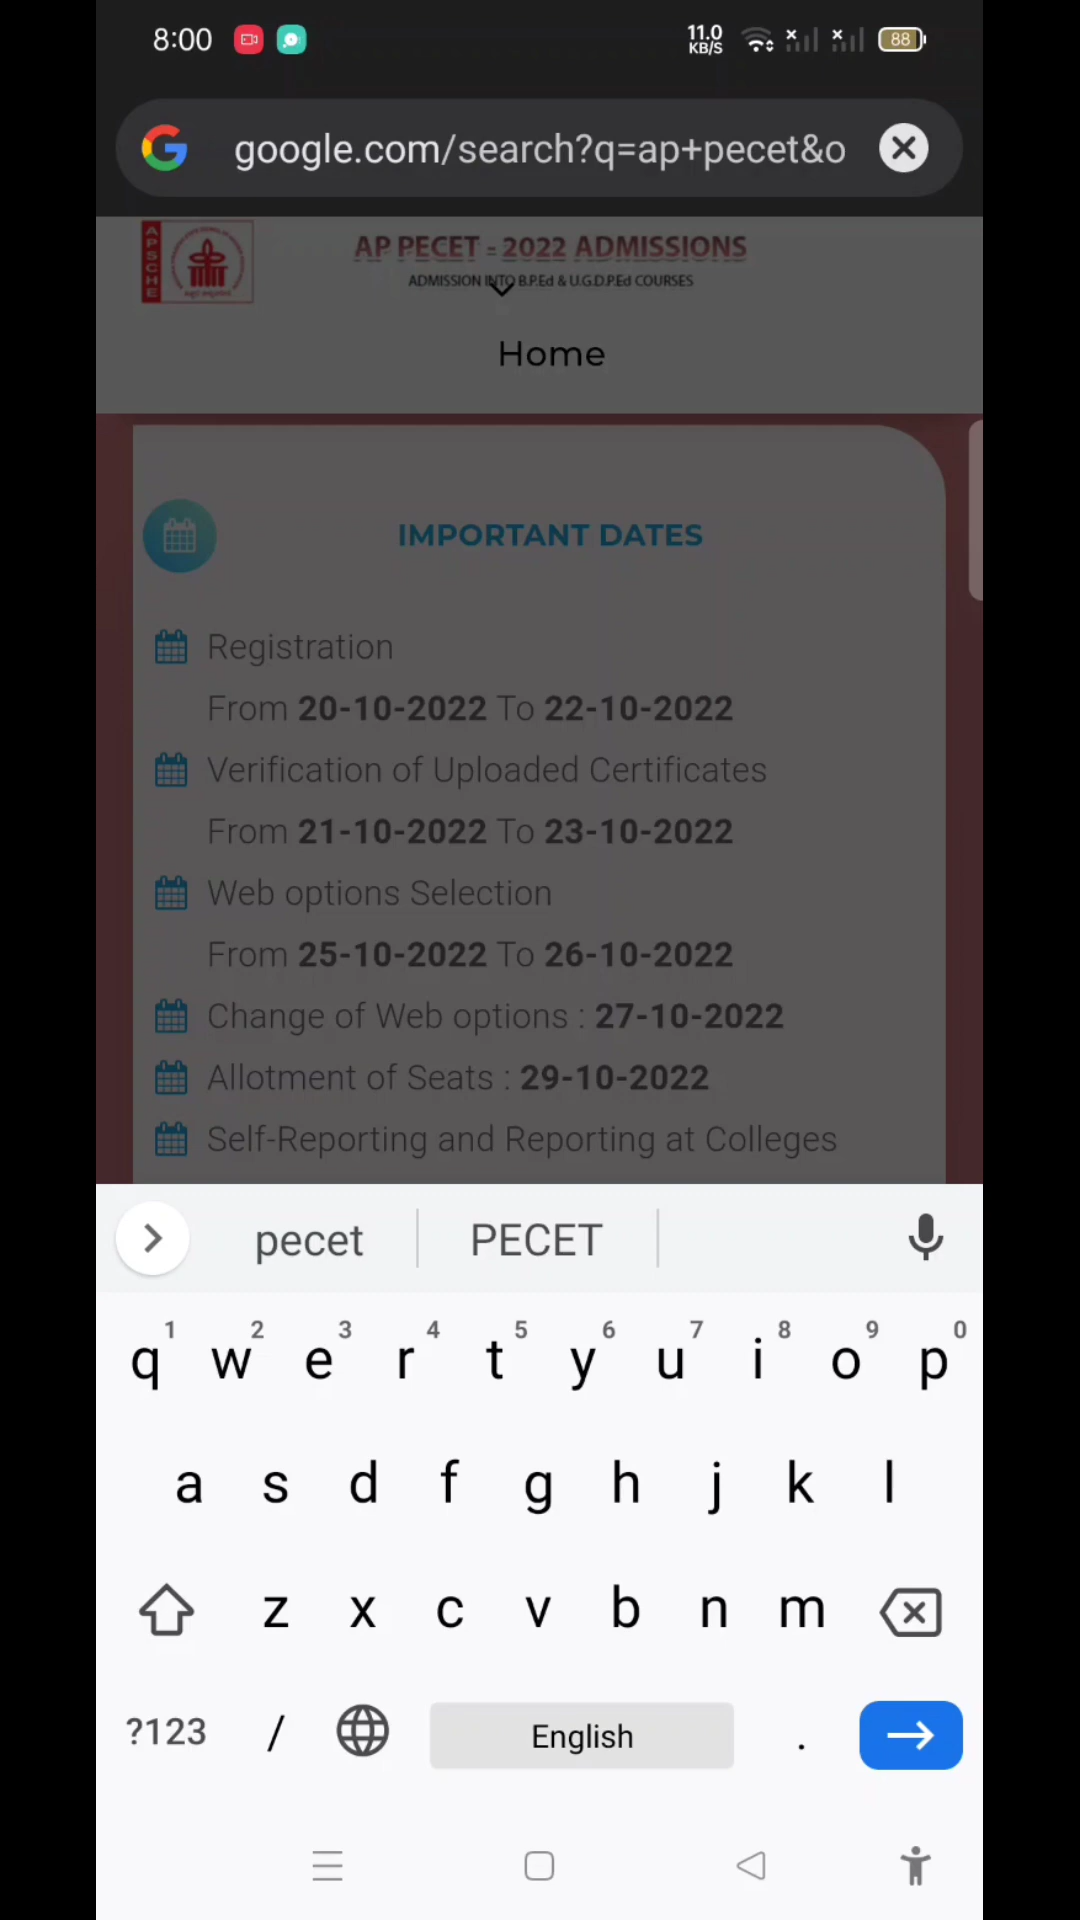 8:00
11.0
KB/S
88
google.com/search?q=ap+pecet&o
APSCHE
AP PECET - 2022 ADMISSIONS
ADMISSION INTO B.P.Ed & U.G.D.P.Ed COURSES
Home
IMPORTANT DATES
Registration
From 20-10-2022 To 22-10-2022
Verification of Uploaded Certificates
From 21-10-2022 To 23-10-2022
Web options Selection
From 25-10-2022 To 26-10-2022
Change of Web options : 27-10-2022
Allotment of Seats : 29-10-2022
Self-Reporting and Reporting at Colleges
pecet PECET
1 2 3 4 5 6 7 8 9 0
q w e r t y u i o p
a s d f g h j k l
z x c v b n m
?123 / English .